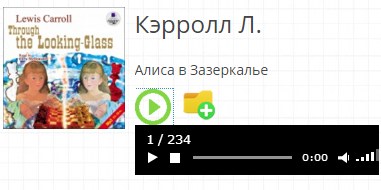 Lewis Carroll
Through
the Looking-Glass
Кэрролл Л.
Алиса в Зазеркалье
1 / 234
0:00